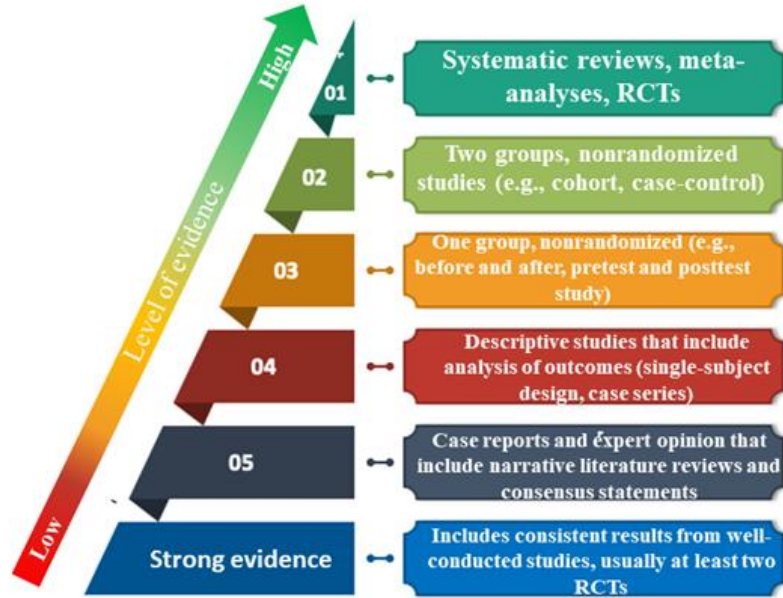 High
Level of evidence
Low
01
Systematic reviews, meta-
analyses, RCTs
02
Two groups, nonrandomized
studies (e.g., cohort, case-control)
03
One group, nonrandomized (e.g.,
before and after, pretest and posttest
study)
04
Descriptive studies that include
analysis of outcomes (single-subject
design, case series)
05
Case reports and expert opinion that
include narrative literature reviews and
consensus statements
Strong evidence
Includes consistent results from well-
conducted studies, usually at least two
RCTs